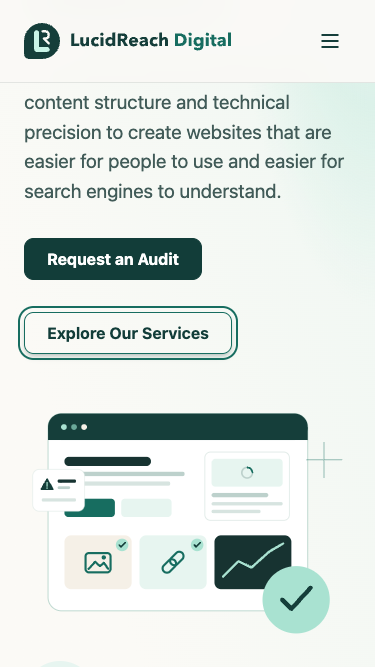 LucidReach Digital
content structure and technical
precision to create websites that are
easier for people to use and easier for
search engines to understand.
Request an Audit
Explore Our Services